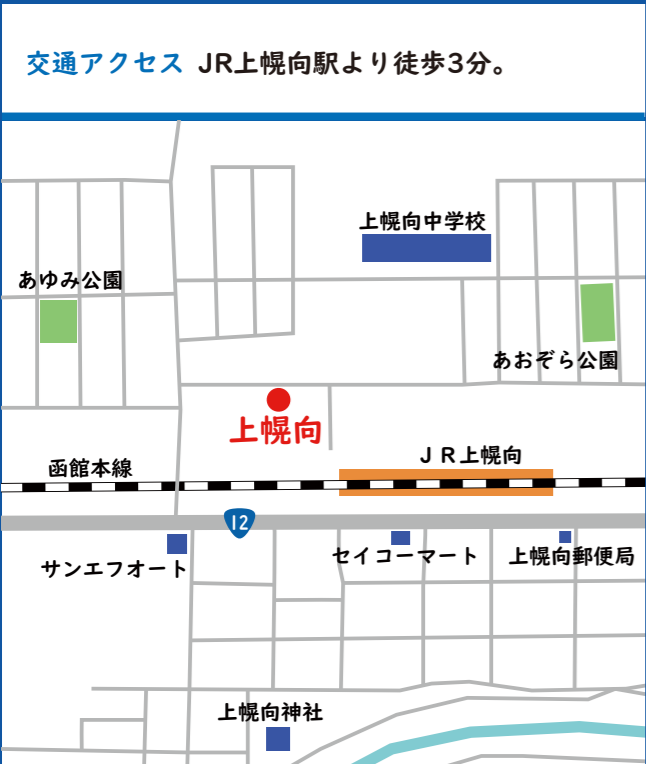 交通アクセス JR上幌向駅より徒歩3分。
上幌向中学校
あゆみ公園
あおぞら公園
上幌向
JR上幌向
函館本線
12
セイコーマート
上幌向郵便局
サンエフオート
上幌向神社